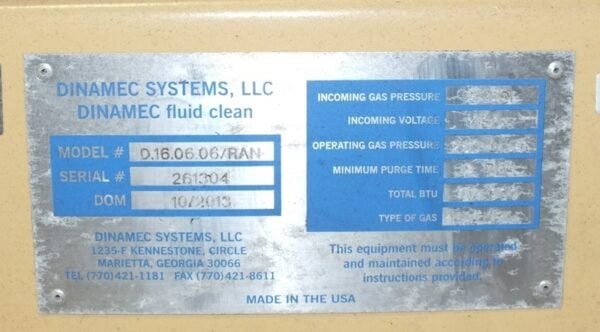 DINAMEC SYSTEMS, LLC
DINAMEC fluid clean
MODEL # D.16.06.06/RAN
SERIAL # 261304
DOM 10/2013
DINAMEC SYSTEMS, LLC
1235-F KENNESTONE, CIRCLE
MARIETTA, GEORGIA 30066
TEL (770)421-1181 FAX (770)421-8611
INCOMING GAS PRESSURE
INCOMING VOLTAGE
OPERATING GAS PRESSURE
MINIMUM PURGE TIME
TOTAL BTU
TYPE OF GAS
This equipment must be operated
and maintained according to
instructions provided.
MADE IN THE USA